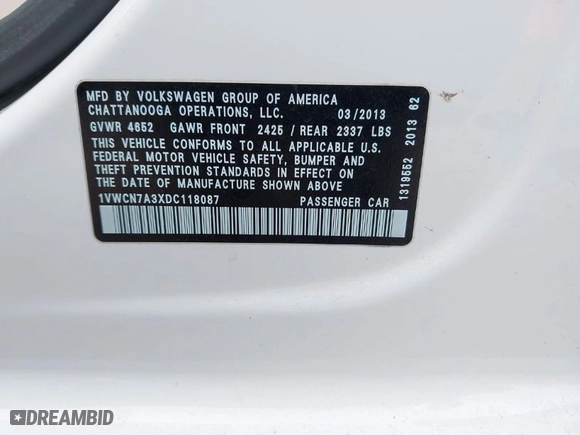 MFD BY VOLKSWAGEN GROUP OF AMERICA
CHATTANOOGA OPERATIONS, LLC. 03/2013
GVWR 4652 GAWR FRONT 2425 / REAR 2337 LBS
THIS VEHICLE CONFORMS TO ALL APPLICABLE U.S.
FEDERAL MOTOR VEHICLE SAFETY, BUMPER AND
THEFT PREVENTION STANDARDS IN EFFECT ON
THE DATE OF MANUFACTURE SHOWN ABOVE
1VWCN7A3XDC118087 PASSENGER CAR
1319552 2013 62
DREAMBID